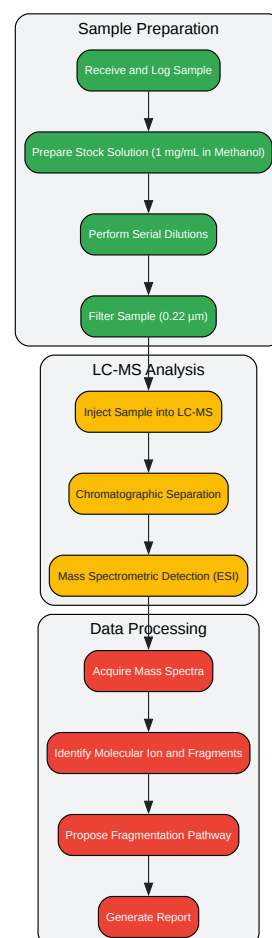 Sample Preparation
Receive and Log Sample
Prepare Stock Solution (1 mg/mL in Methanol)
Perform Serial Dilutions
Filter Sample (0.22 µm)
LC-MS Analysis
Inject Sample into LC-MS
Chromatographic Separation
Mass Spectrometric Detection (ESI)
Data Processing
Acquire Mass Spectra
Identify Molecular Ion and Fragments
Propose Fragmentation Pathway
Generate Report